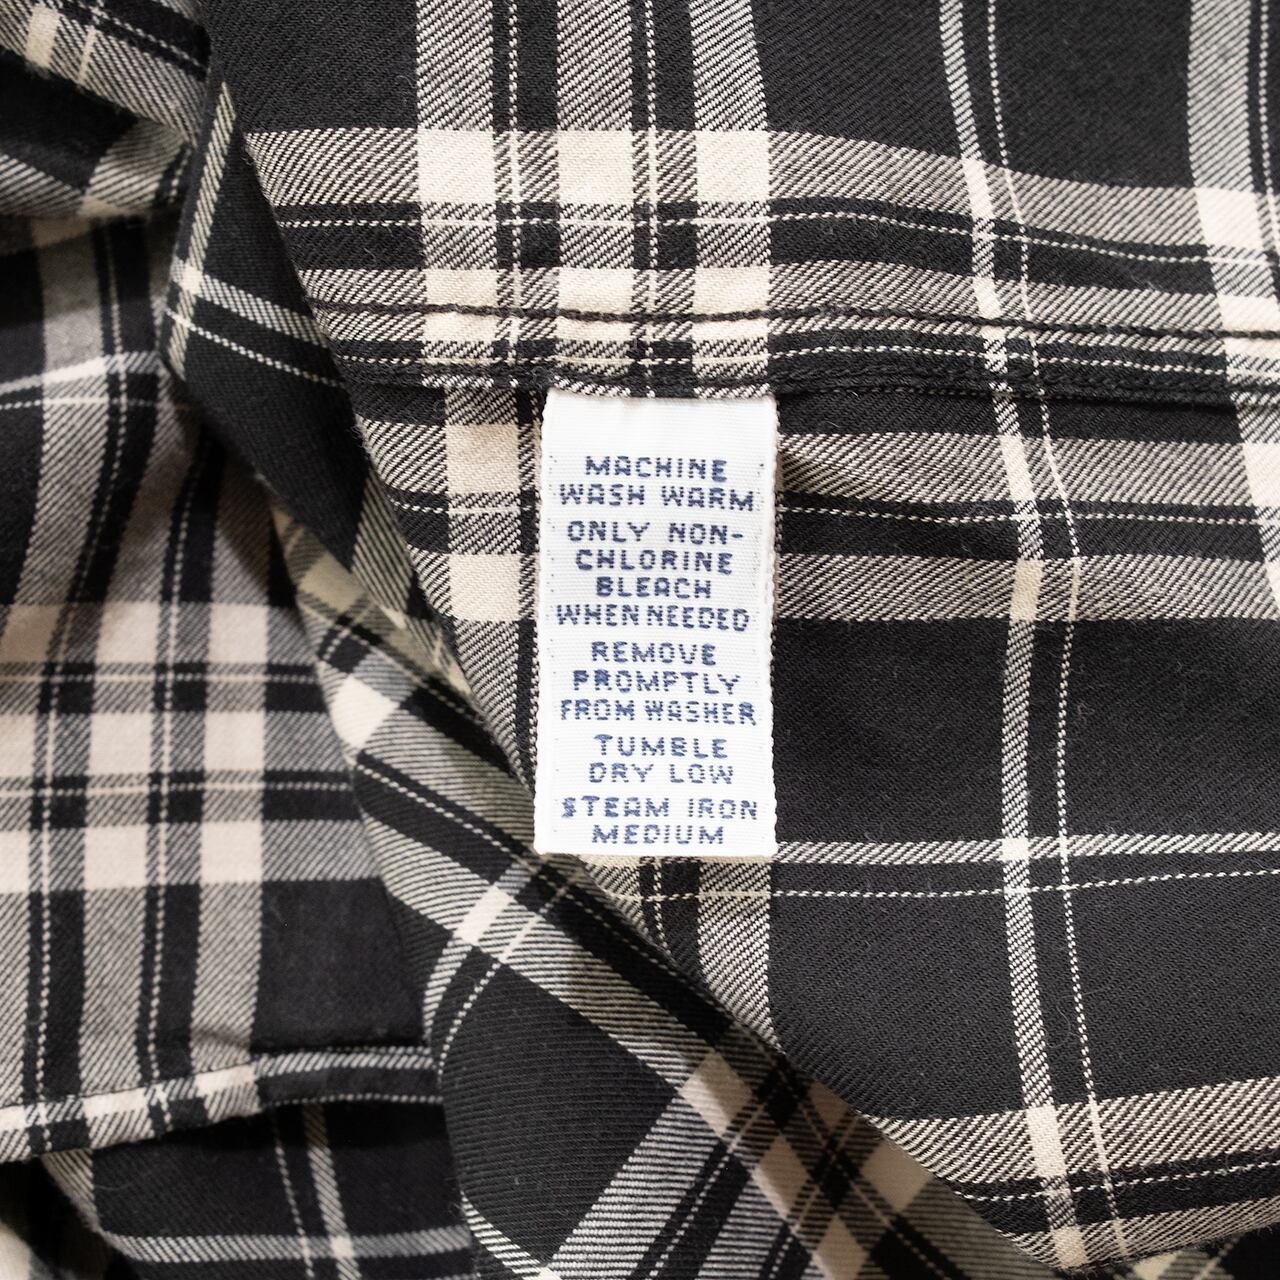 MACHINE
WASH WARM
ONLY NON-
CHLORINE
BLEACH
WHEN NEEDED
REMOVE
PROMPTLY
FROM WASHER
TUMBLE
DRY LOW
STEAM IRON
MEDIUM